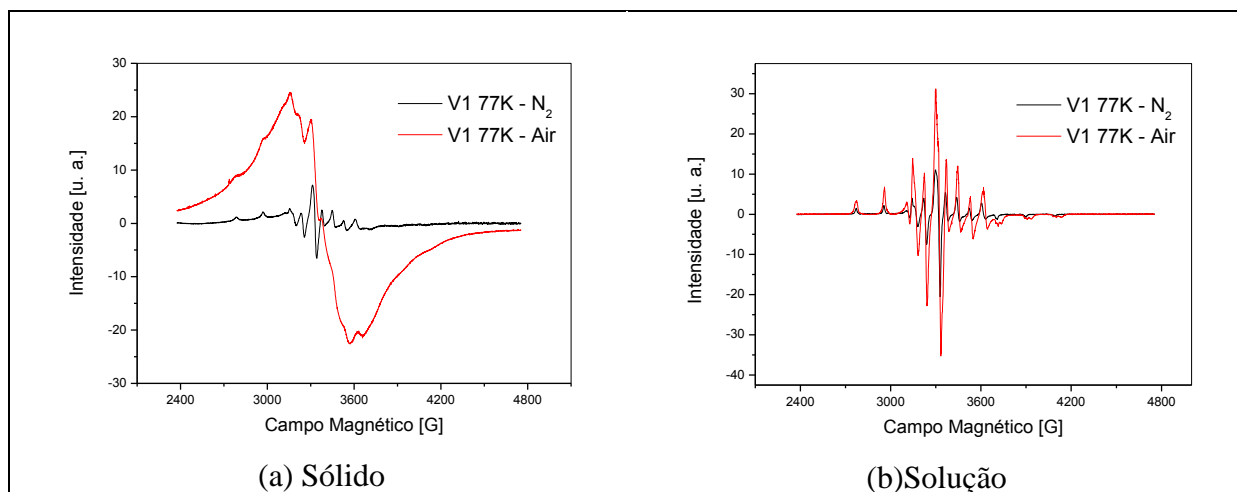 30
20
10
0
-10
-20
-30
2400 3000 3600 4200 4800
Intensidade [u. a.]
Campo Magnético [G]
V1 77K - N₂
V1 77K - Air
(a) Sólido
30
20
10
0
-10
-20
-30
-40
2400 3000 3600 4200 4800
Intensidade [u. a.]
Campo Magnético [G]
V1 77K - N₂
V1 77K - Air
(b)Solução